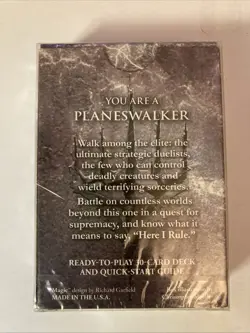 YOU ARE A
PLANESWALKER
Walk among the elite: the
ultimate strategic duelists,
the few who can control
deadly creatures and
wield terrifying sorceries.
Battle on countless worlds
beyond this one in a quest for
supremacy, and know what it
means to say, “Here I Rule.”
READY-TO-PLAY 30-CARD DECK
AND QUICK-START GUIDE
Magic design by Richard Garfield
MADE IN THE U.S.A.